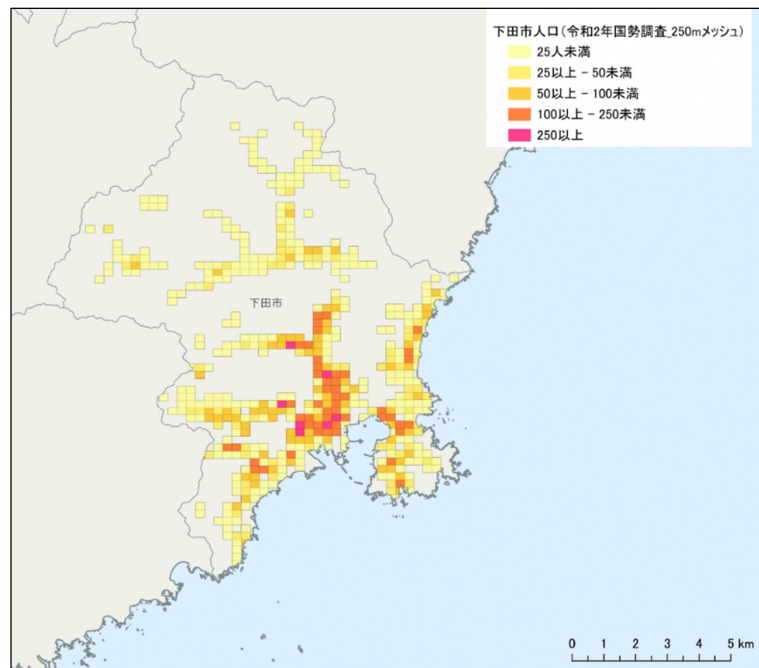 下田市人口（令和2年国勢調査_250mメッシュ）
25人未満
25以上 － 50未満
50以上 － 100未満
100以上 － 250未満
250以上
下田市
0 1 2 3 4 5 km